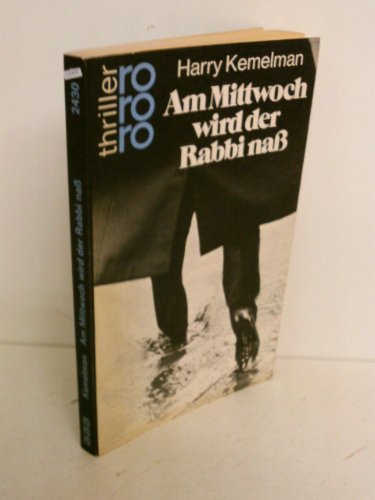 thriller
ro
ro
ro
Harry Kemelman
Am Mittwoch
wird der
Rabbi naß
2430
Kemelman Am Mittwoch wird der Rabbi naß